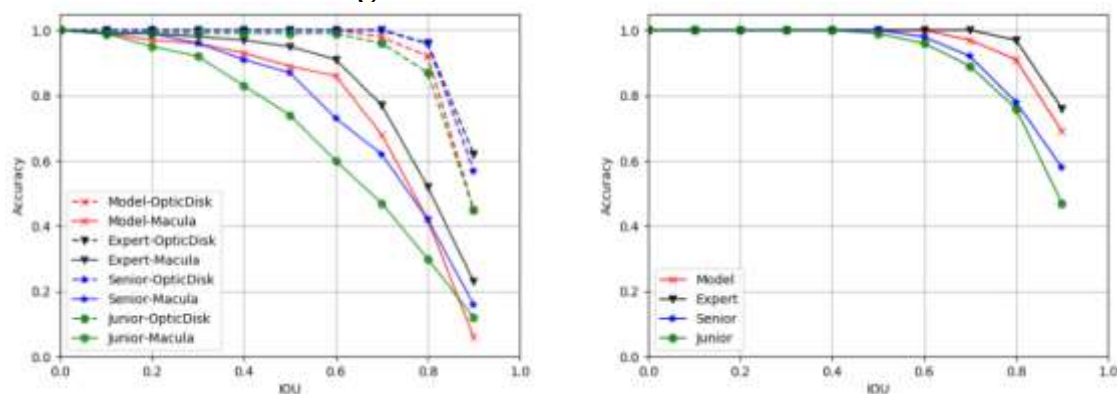 1.0
0.8
0.6
0.4
0.2
0.0
Accuracy
Model-OpticDisk
Model-Macula
Expert-OpticDisk
Expert-Macula
Senior-OpticDisk
Senior-Macula
Junior-OpticDisk
Junior-Macula
0.0 0.2 0.4 0.6 0.8 1.0
IOU
1.0
0.8
0.6
0.4
0.2
0.0
Accuracy
Model
Expert
Senior
Junior
0.0 0.2 0.4 0.6 0.8 1.0
IOU